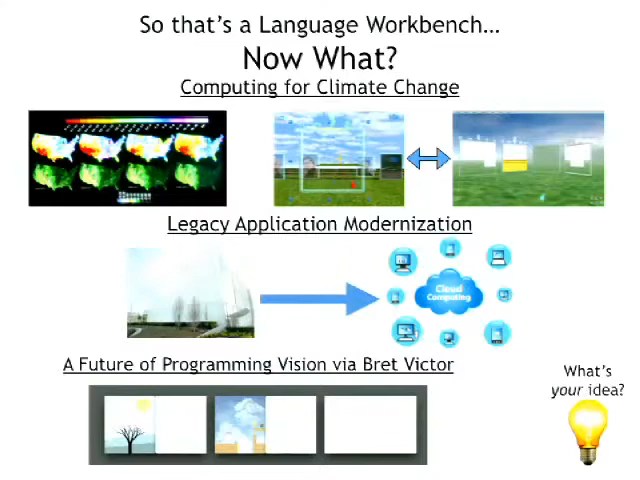 So that's a Language Workbench…
Now What?
Computing for Climate Change
Legacy Application Modernization
Cloud
Computing
A Future of Programming Vision via Bret Victor
What's
your idea?